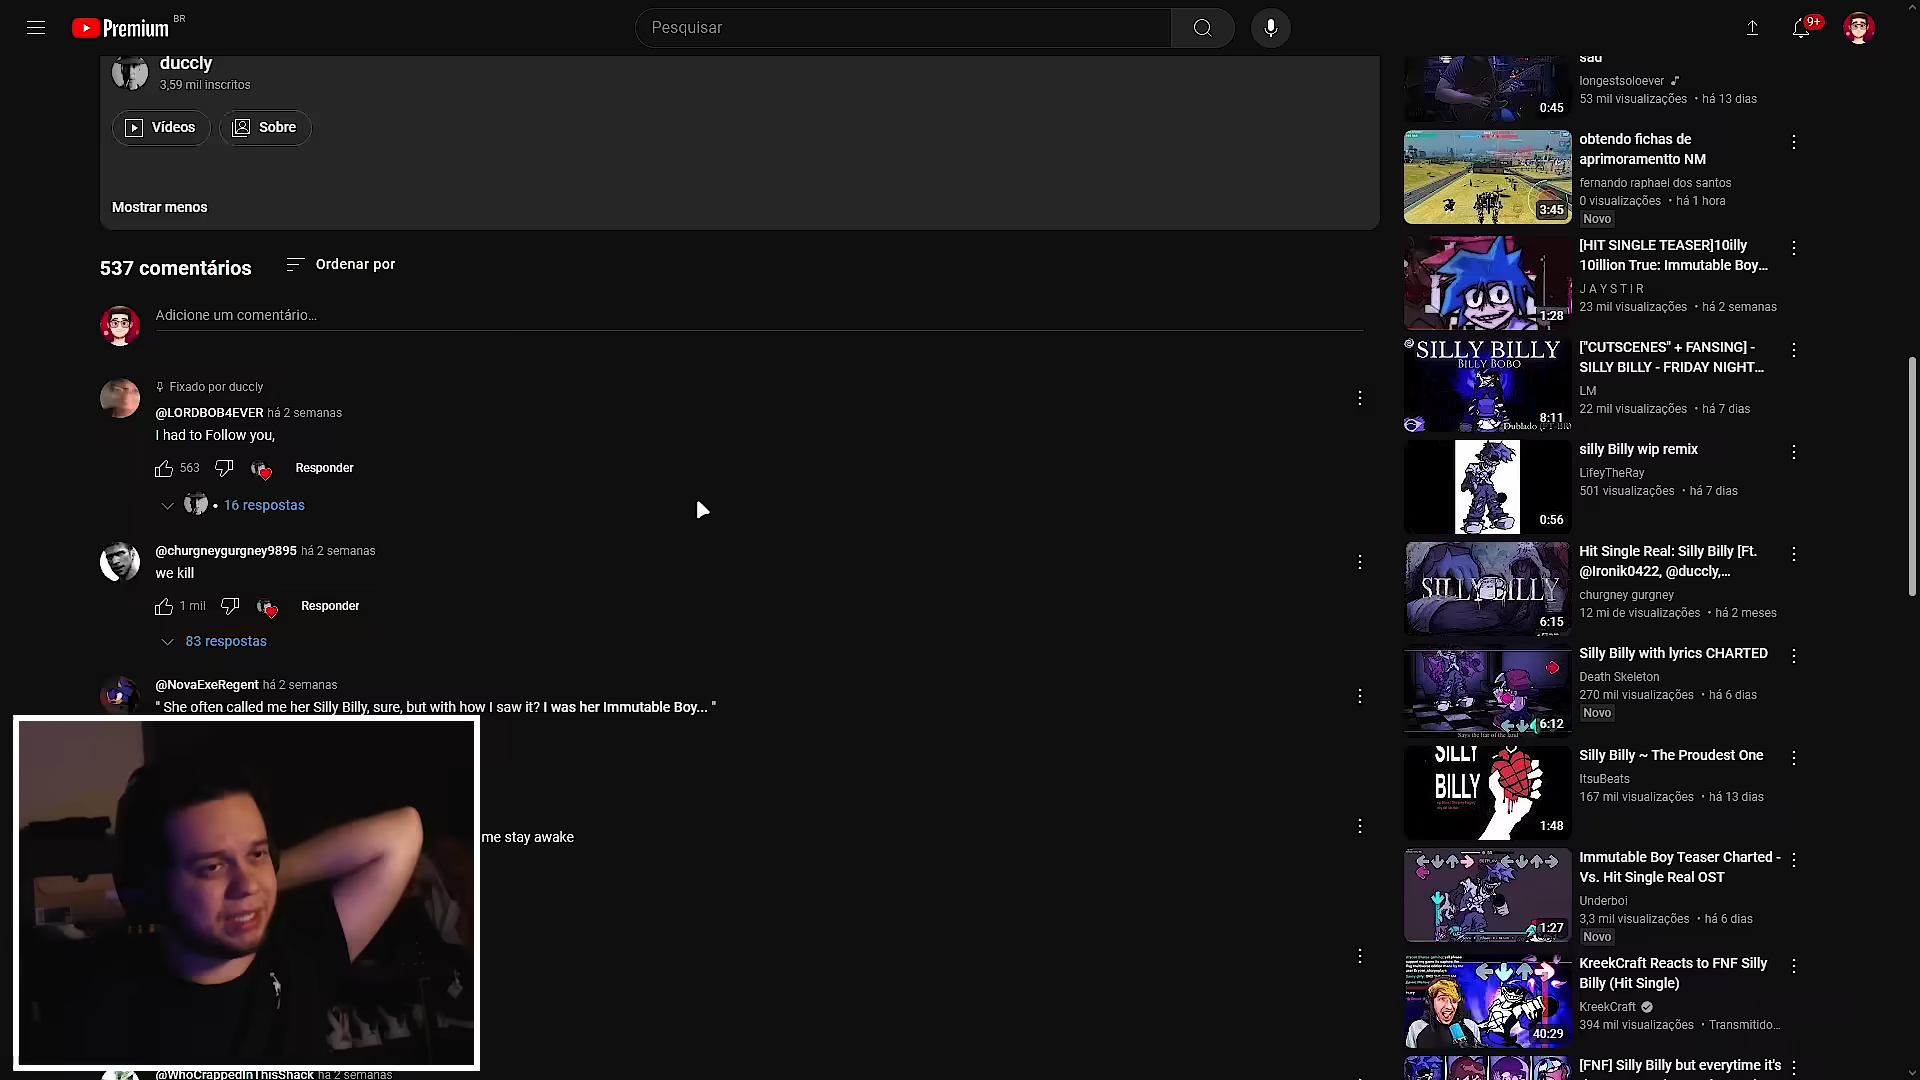 Premium BR
Pesquisar
9+
duccly
3,59 mil inscritos
Vídeos
Sobre
Mostrar menos
537 comentários
Ordenar por
Adicione um comentário...
Fixado por duccly
@LORDBOB4EVER há 2 semanas
I had to Follow you,
563
Responder
• 16 respostas
@churgneygurgney9895 há 2 semanas
we kill
1 mil
Responder
83 respostas
@NovaExeRegent há 2 semanas
" She often called me her Silly Billy, sure, but with how I saw it? I was her Immutable Boy... "
me stay awake
@WhoCrappedInThisShack há 2 semanas
sad
longestsoloever
53 mil visualizações • há 13 dias
0:45
obtendo fichas de
aprimoramentto NM
fernando raphael dos santos
0 visualizações • há 1 hora
Novo
3:45
[HIT SINGLE TEASER]10illy
10illion True: Immutable Boy...
J A Y S T I R
23 mil visualizações • há 2 semanas
1:28
SILLY BILLY
BILLY BOBO
8:11
Dublado (PT-BR)
["CUTSCENES" + FANSING] -
SILLY BILLY - FRIDAY NIGHT...
LM
22 mil visualizações • há 7 dias
silly Billy wip remix
LifeyTheRay
501 visualizações • há 7 dias
0:56
SILLY BILLY
6:15
Hit Single Real: Silly Billy [Ft.
@Ironik0422, @duccly,...
churgney gurgney
12 mi de visualizações • há 2 meses
Silly Billy with lyrics CHARTED
Death Skeleton
270 mil visualizações • há 6 dias
Novo
6:12
Says the liar of the land
SILLY
BILLY
1:48
Silly Billy ~ The Proudest One
ItsuBeats
167 mil visualizações • há 13 dias
Immutable Boy Teaser Charted -
Vs. Hit Single Real OST
Underboi
3,3 mil visualizações • há 6 dias
Novo
1:27
KreekCraft Reacts to FNF Silly
Billy (Hit Single)
KreekCraft
394 mil visualizações • Transmitido...
40:29
[FNF] Silly Billy but everytime it's